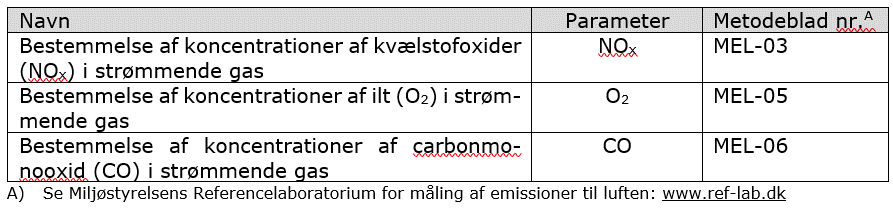 Navn Parameter Metodeblad nr.A
Bestemmelse af koncentrationer af kvælstofoxider
(NOx) i strømmende gas NOx MEL-03
Bestemmelse af koncentrationer af ilt (O2) i strøm-
mende gas O2 MEL-05
Bestemmelse af koncentrationer af carbonmo-
nooxid (CO) i strømmende gas CO MEL-06
A) Se Miljøstyrelsens Referencelaboratorium for måling af emissioner til luften: www.ref-lab.dk